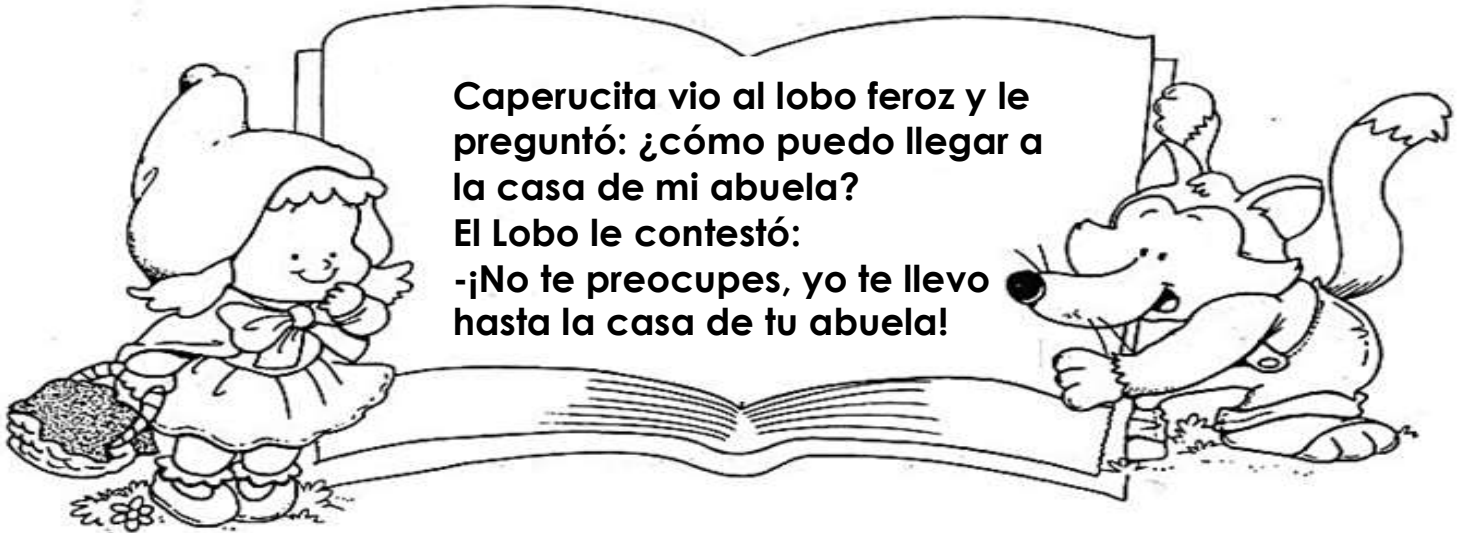 Caperucita vio al lobo feroz y le
preguntó: ¿cómo puedo llegar a
la casa de mi abuela?
El Lobo le contestó:
-¡No te preocupes, yo te llevo
hasta la casa de tu abuela!